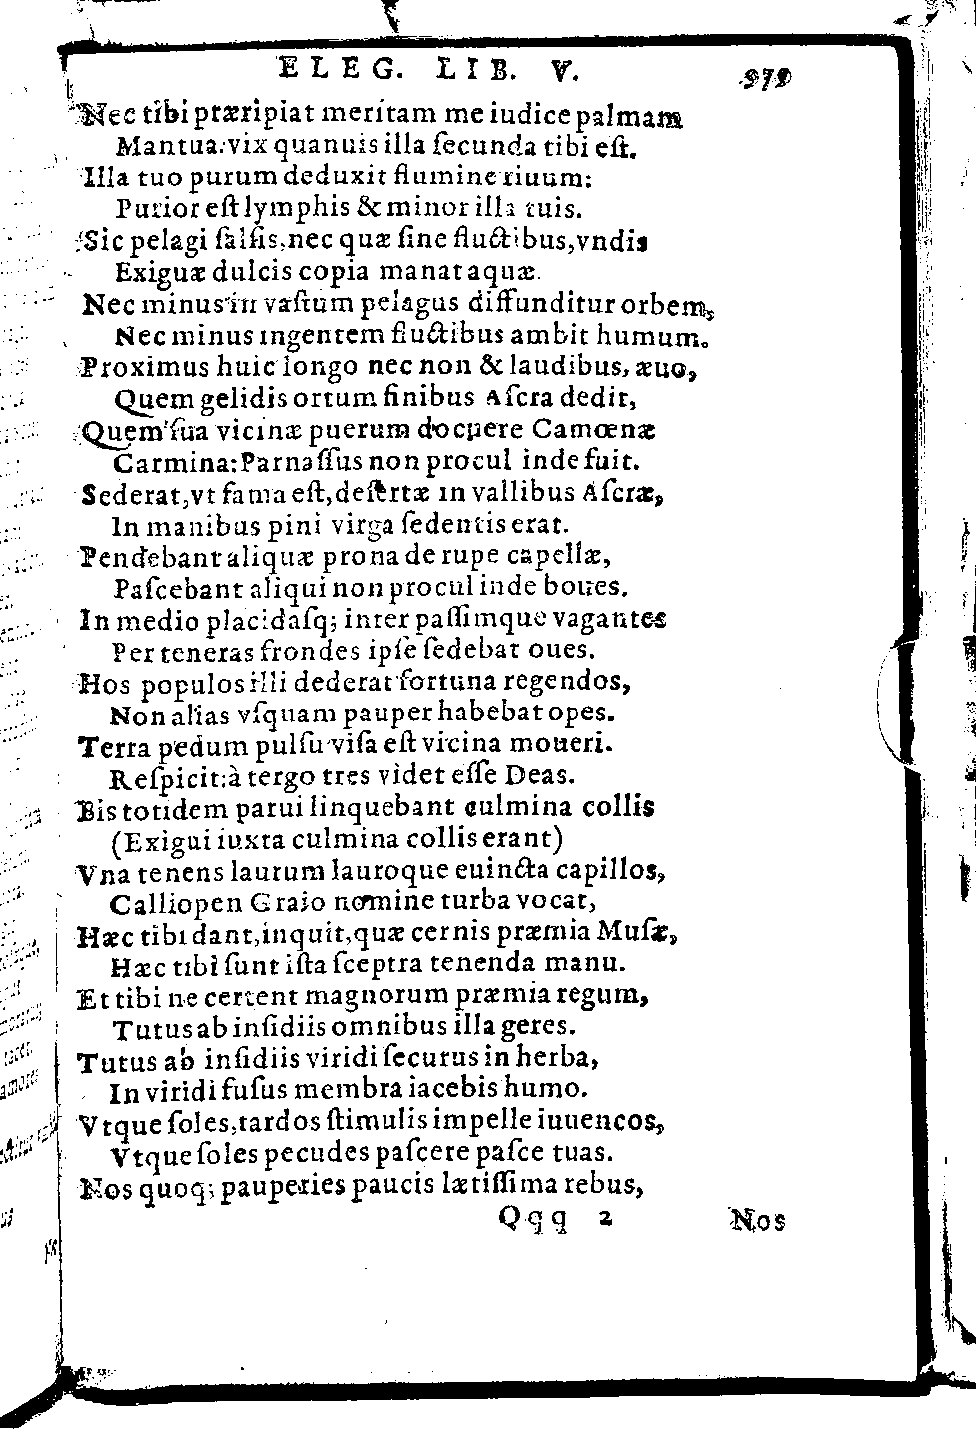 ELEG. LIB. V. 979
Nec tibi præripiat meritam me iudice palmam
Mantua: vix quanuis illa ſecunda tibi eſt.
Illa tuo purum deduxit flumine riuum:
Purior eſt lymphis & minor illa tuis.
Sic pelagi ſalſis, nec quæ ſine fluctibus, vndis
Exiguæ dulcis copia manat aquæ.
Nec minus in vaſtum pelagus diffunditur orbem,
Nec minus ingentem fluctibus ambit humum.
Proximus huic longo nec non & laudibus, æuo,
Quem gelidis ortum finibus Aſcra dedit,
Quem ſua vicinæ puerum docuere Camœnæ
Carmina: Parnaſſus non procul inde fuit.
Sederat, vt fama eſt, deſertæ in vallibus Aſcræ,
In manibus pini virga ſedentis erat.
Pendebant aliquæ prona de rupe capellæ,
Paſcebant aliqui non procul inde boues.
In medio placidaſq; inter paſſimque vagantes
Per teneras frondes ipſe ſedebat oues.
Hos populos illi dederat fortuna regendos,
Non alias vſquam pauper habebat opes.
Terra pedum pulſu viſa eſt vicina moueri.
Reſpicit: à tergo tres videt eſſe Deas.
Bis totidem parui linquebant culmina collis
(Exigui iuxta culmina collis erant)
Vna tenens laurum lauroque euincta capillos,
Calliopen Graio nomine turba vocat,
Hæc tibi dant, inquit, quæ cernis præmia Muſæ,
Hæc tibi ſunt iſta ſceptra tenenda manu.
Et tibi ne certent magnorum præmia regum,
Tutus ab inſidiis omnibus illa geres.
Tutus ab inſidiis viridi ſecurus in herba,
In viridi fuſus membra iacebis humo.
Vtque ſoles, tardos ſtimulis impelle iuuencos,
Vtque ſoles pecudes paſcere paſce tuas.
Nos quoq; pauperies paucis lætiſſima rebus,
Qqq 2 Nos